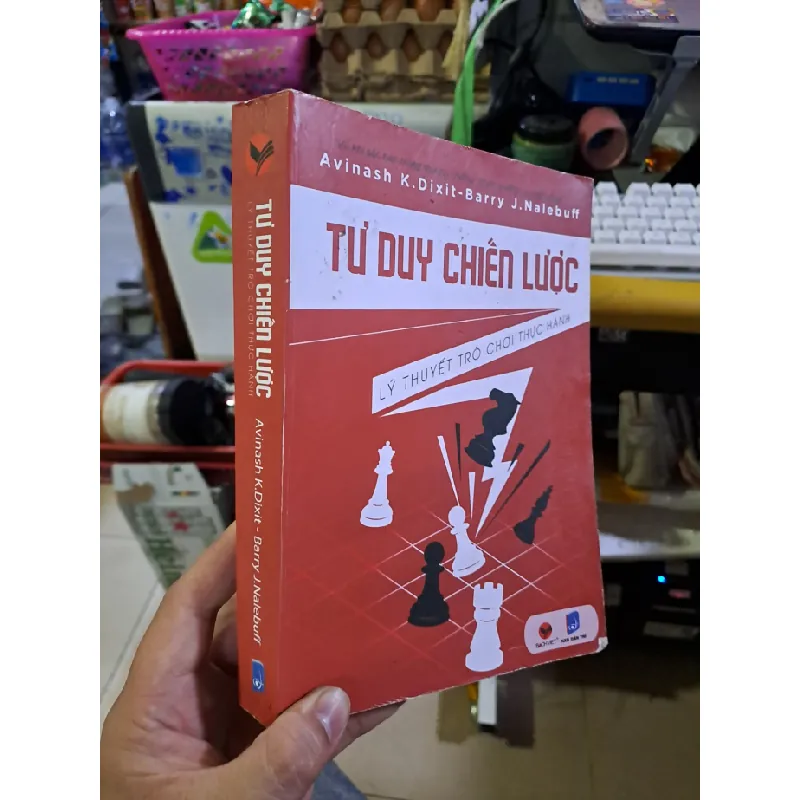 Avinash K.Dixit-Barry J.Nalebuff
TƯ DUY CHIẾN LƯỢC
LÝ THUYẾT TRÒ CHƠI THỰC HÀNH
TƯ DUY CHIẾN LƯỢC
LÝ THUYẾT TRÒ CHƠI THỰC HÀNH
Avinash K.Dixit - Barry J.Nalebuff